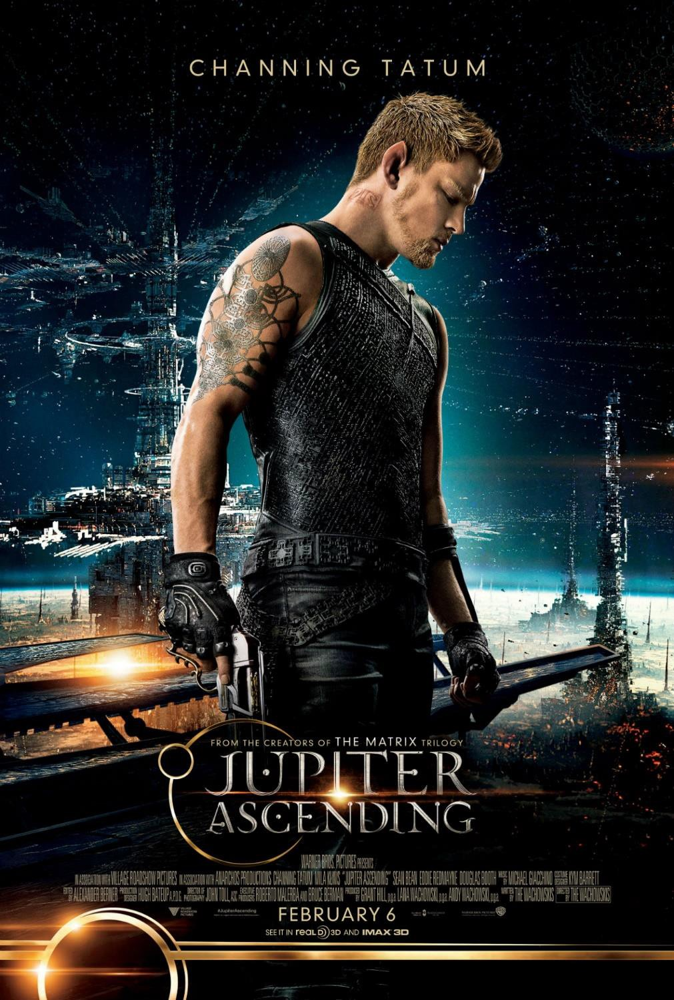 CHANNING TATUM
FROM THE CREATORS OF THE MATRIX TRILOGY
JUPITER
ASCENDING
WARNER BROS. PICTURES PRESENTS
IN ASSOCIATION WITH VILLAGE ROADSHOW PICTURES IN ASSOCIATION WITH ANARCHOS PRODUCTIONS CHANNING TATUM MILA KUNIS "JUPITER ASCENDING" SEAN BEAN EDDIE REDMAYNE DOUGLAS BOOTH MUSIC BY MICHAEL GIACCHINO COSTUME DESIGNER KYM BARRETT
EDITED BY ALEXANDER BERNER PRODUCTION DESIGNER HUGH BATEUP A.P.D.G. DIRECTOR OF PHOTOGRAPHY JOHN TOLL, ASC EXECUTIVE PRODUCERS ROBERTO MALERBA AND BRUCE BERMAN PRODUCED BY GRANT HILL, p.g.a. LANA WACHOWSKI, p.g.a. ANDY WACHOWSKI, p.g.a. WRITTEN BY THE WACHOWSKIS DIRECTED BY THE WACHOWSKIS
VILLAGE ROADSHOW PICTURES
#JupiterAscending
FEBRUARY 6
SEE IT IN REAL D 3D AND IMAX 3D